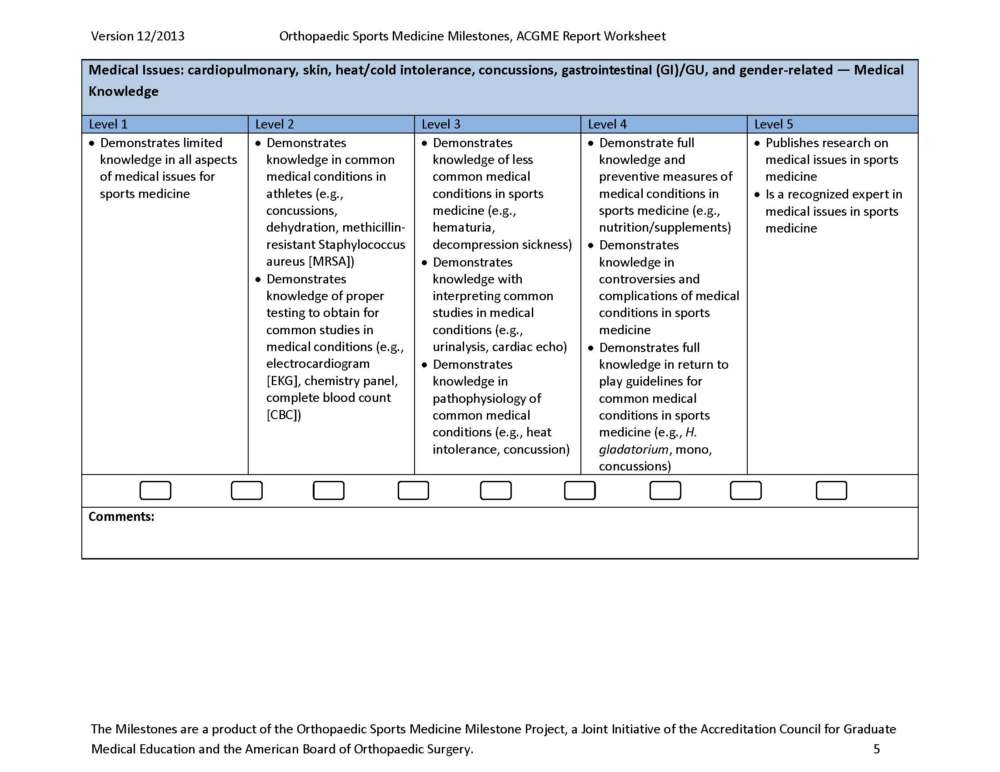 Version 12/2013 Orthopaedic Sports Medicine Milestones, ACGME Report Worksheet
Medical Issues: cardiopulmonary, skin, heat/cold intolerance, concussions, gastrointestinal (GI)/GU, and gender-related — Medical
Knowledge
Level 1
• Demonstrates limited
knowledge in all aspects
of medical issues for
sports medicine
Level 2
• Demonstrates
knowledge in common
medical conditions in
athletes (e.g.,
concussions,
dehydration, methicillin-
resistant Staphylococcus
aureus [MRSA])
• Demonstrates
knowledge of proper
testing to obtain for
common studies in
medical conditions (e.g.,
electrocardiogram
[EKG], chemistry panel,
complete blood count
[CBC])
Level 3
• Demonstrates
knowledge of less
common medical
conditions in sports
medicine (e.g.,
hematuria,
decompression sickness)
• Demonstrates
knowledge with
interpreting common
studies in medical
conditions (e.g.,
urinalysis, cardiac echo)
• Demonstrates
knowledge in
pathophysiology of
common medical
conditions (e.g., heat
intolerance, concussion)
Level 4
• Demonstrate full
knowledge and
preventive measures of
medical conditions in
sports medicine (e.g.,
nutrition/supplements)
• Demonstrates
knowledge in
controversies and
complications of medical
conditions in sports
medicine
• Demonstrates full
knowledge in return to
play guidelines for
common medical
conditions in sports
medicine (e.g., H.
gladatorium, mono,
concussions)
Level 5
• Publishes research on
medical issues in sports
medicine
• Is a recognized expert in
medical issues in sports
medicine
Comments:
The Milestones are a product of the Orthopaedic Sports Medicine Milestone Project, a Joint Initiative of the Accreditation Council for Graduate
Medical Education and the American Board of Orthopaedic Surgery. 5